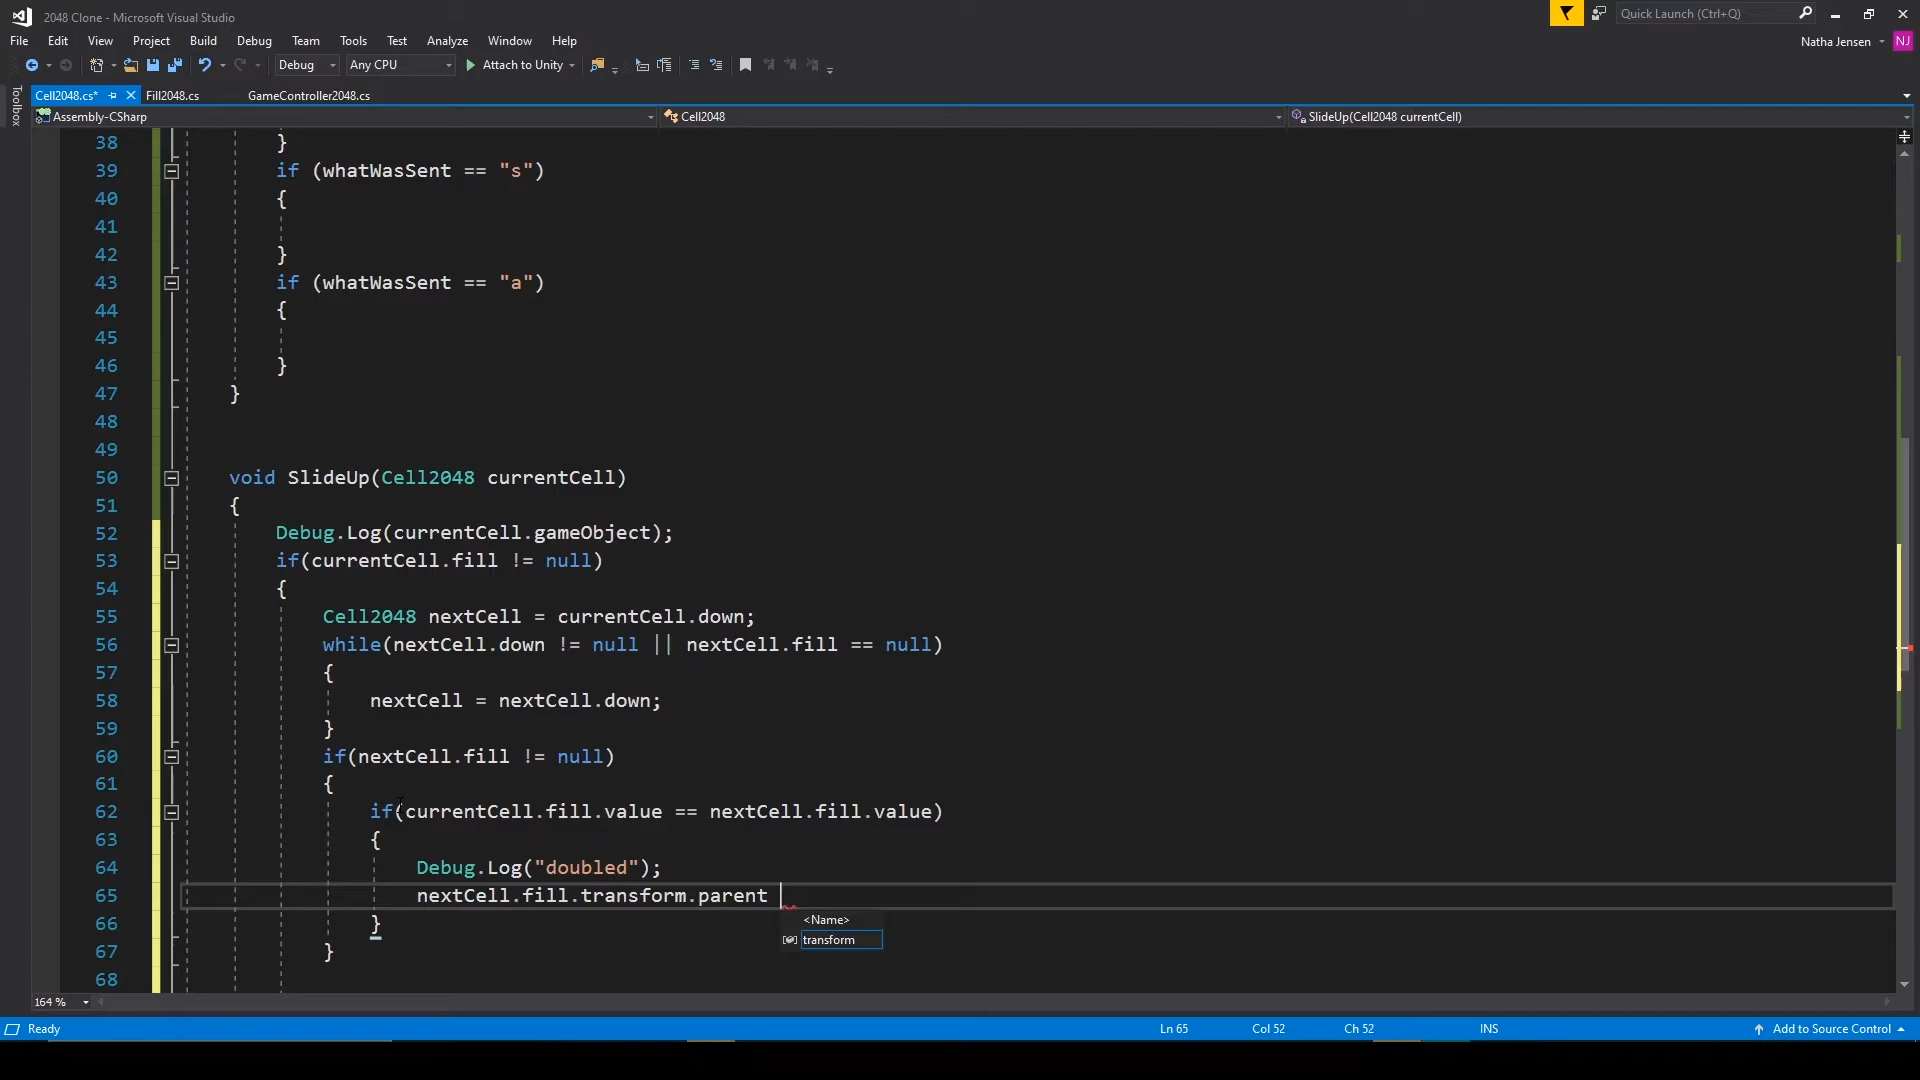 2048 Clone - Microsoft Visual Studio
Quick Launch (Ctrl+Q)
File Edit View Project Build Debug Team Tools Test Analyze Window Help
Natha Jensen NJ
Debug Any CPU Attach to Unity
Toolbox
Cell2048.cs* Fill2048.cs GameController2048.cs
Assembly-CSharp Cell2048 SlideUp(Cell2048 currentCell)
38 }
39 if (whatWasSent == "s")
40 {
41
42 }
43 if (whatWasSent == "a")
44 {
45
46 }
47 }
48
49
50 void SlideUp(Cell2048 currentCell)
51 {
52 Debug.Log(currentCell.gameObject);
53 if(currentCell.fill != null)
54 {
55 Cell2048 nextCell = currentCell.down;
56 while(nextCell.down != null || nextCell.fill == null)
57 {
58 nextCell = nextCell.down;
59 }
60 if(nextCell.fill != null)
61 {
62 if(currentCell.fill.value == nextCell.fill.value)
63 {
64 Debug.Log("doubled");
65 nextCell.fill.transform.parent
66 }
<Name>
transform
67 }
68
164 %
Ready Ln 65 Col 52 Ch 52 INS Add to Source Control